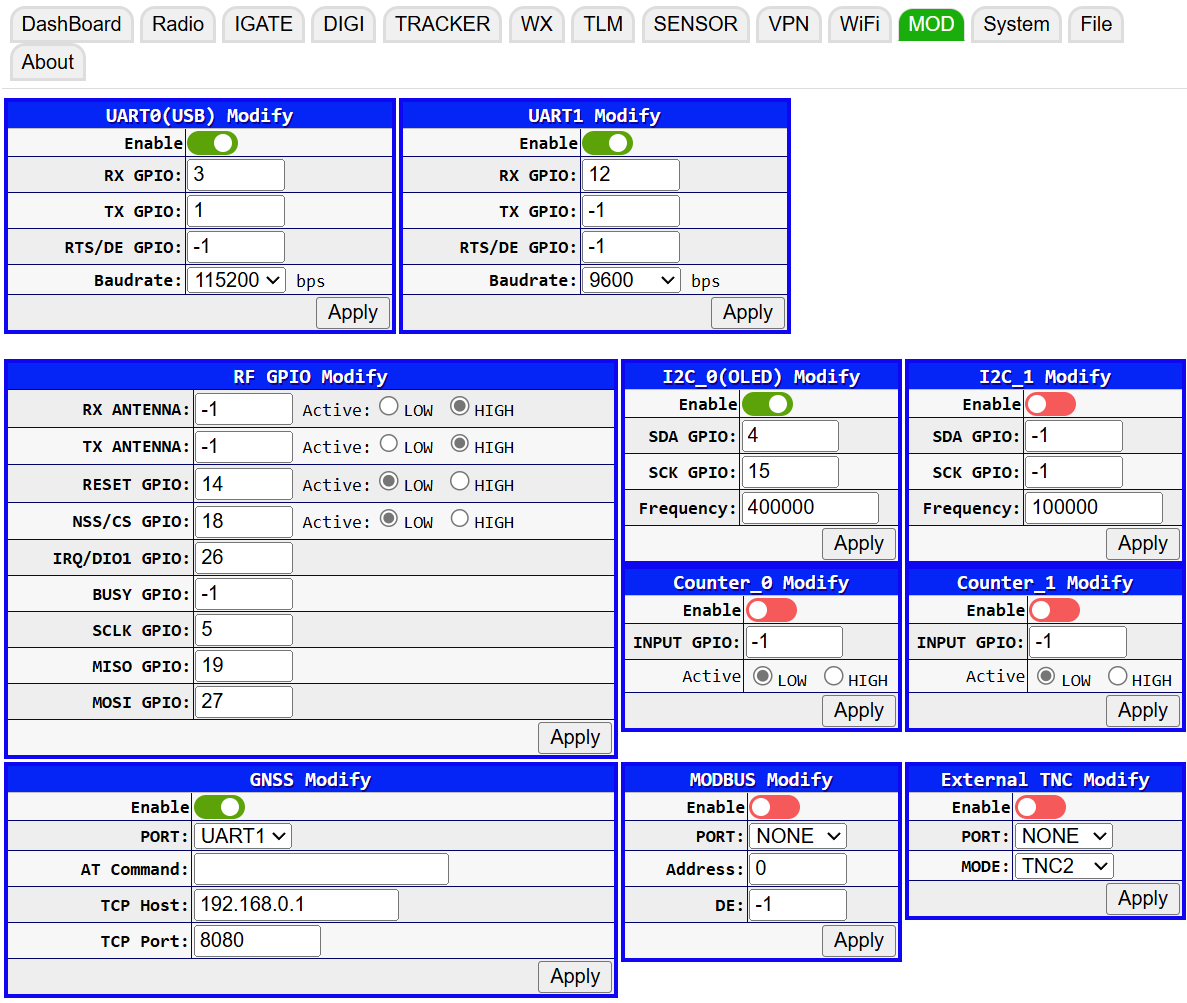 DashBoard Radio IGATE DIGI TRACKER WX TLM SENSOR VPN WiFi MOD System File
About
UART0(USB) Modify
Enable
RX GPIO: 3
TX GPIO: 1
RTS/DE GPIO: -1
Baudrate: 115200 bps
Apply
UART1 Modify
Enable
RX GPIO: 12
TX GPIO: -1
RTS/DE GPIO: -1
Baudrate: 9600 bps
Apply
RF GPIO Modify
RX ANTENNA: -1 Active: LOW HIGH
TX ANTENNA: -1 Active: LOW HIGH
RESET GPIO: 14 Active: LOW HIGH
NSS/CS GPIO: 18 Active: LOW HIGH
IRQ/DIO1 GPIO: 26
BUSY GPIO: -1
SCLK GPIO: 5
MISO GPIO: 19
MOSI GPIO: 27
Apply
I2C_0(OLED) Modify
Enable
SDA GPIO: 4
SCK GPIO: 15
Frequency: 400000
Apply
I2C_1 Modify
Enable
SDA GPIO: -1
SCK GPIO: -1
Frequency: 100000
Apply
Counter_0 Modify
Enable
INPUT GPIO: -1
Active LOW HIGH
Apply
Counter_1 Modify
Enable
INPUT GPIO: -1
Active LOW HIGH
Apply
GNSS Modify
Enable
PORT: UART1
AT Command:
TCP Host: 192.168.0.1
TCP Port: 8080
Apply
MODBUS Modify
Enable
PORT: NONE
Address: 0
DE: -1
Apply
External TNC Modify
Enable
PORT: NONE
MODE: TNC2
Apply